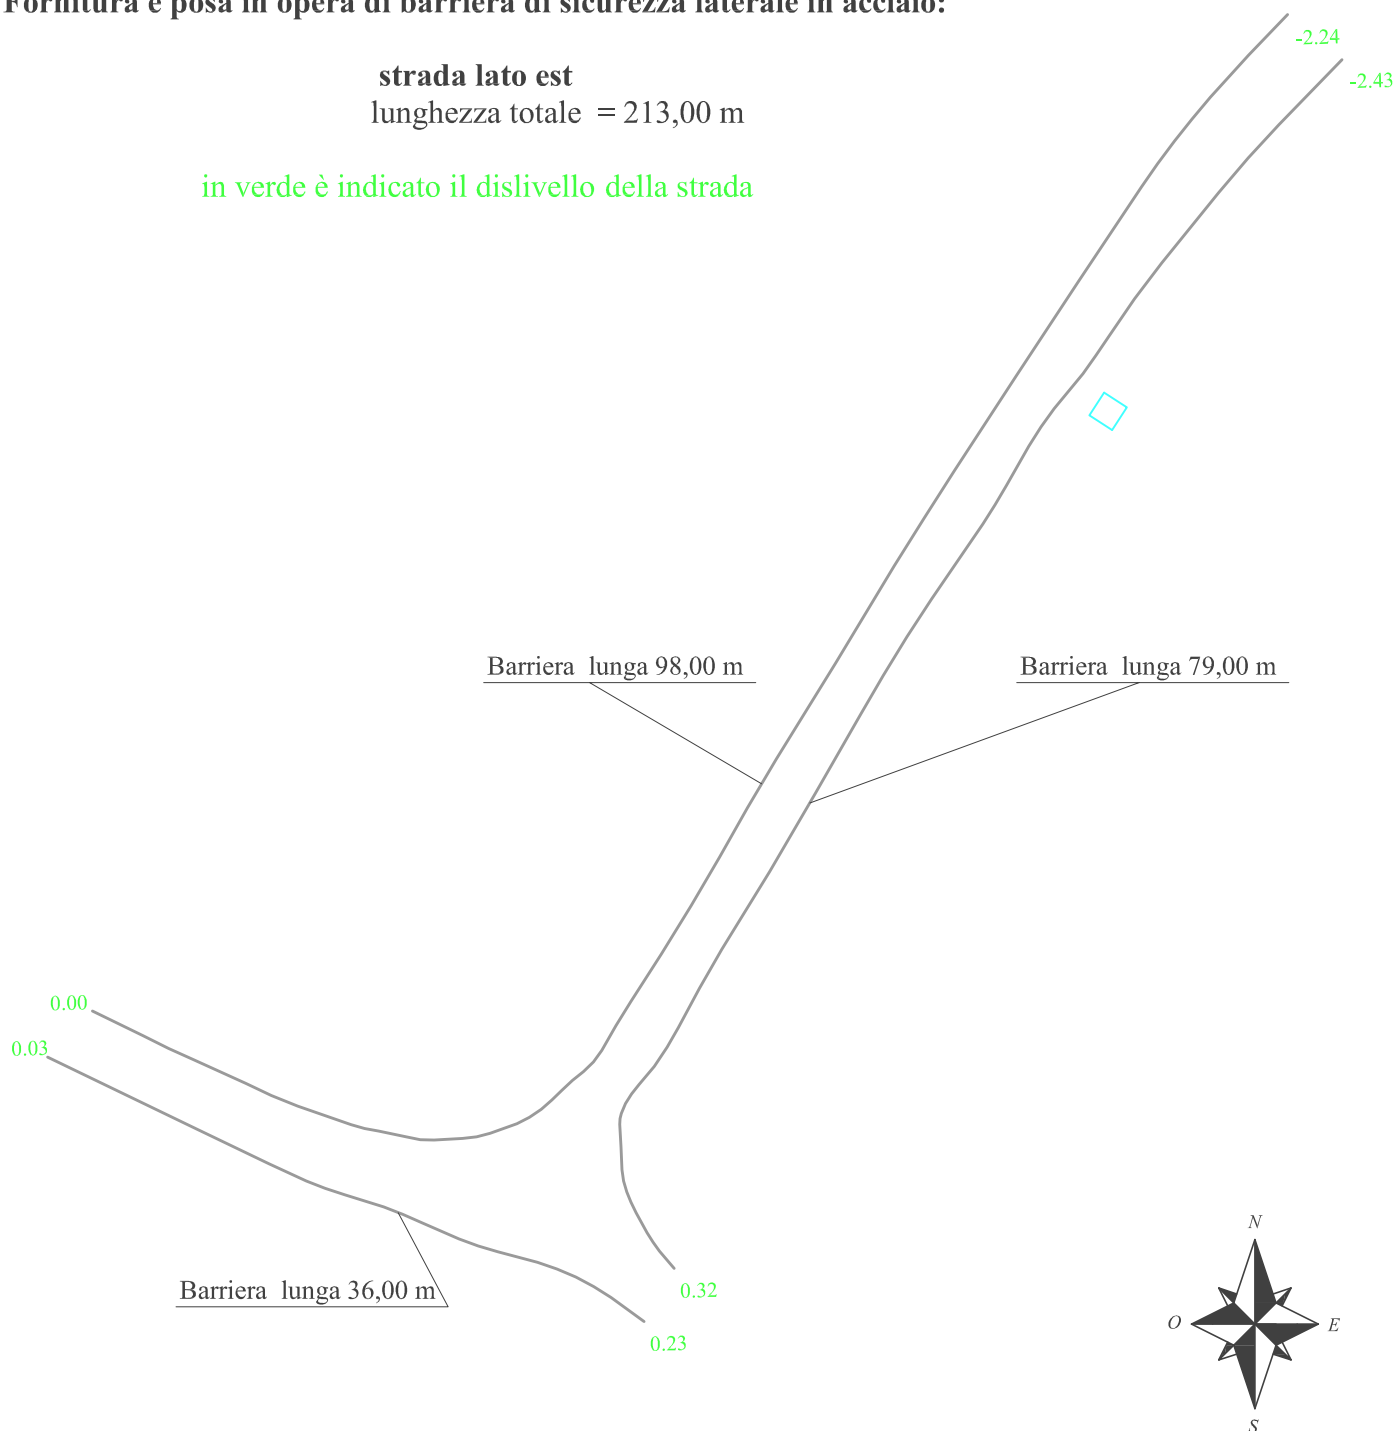 Fornitura e posa in opera di barriera di sicurezza laterale in acciaio:
strada lato est
lunghezza totale = 213,00 m
in verde è indicato il dislivello della strada
-2.24
-2.43
Barriera lunga 98,00 m
Barriera lunga 79,00 m
0.00
0.03
Barriera lunga 36,00 m
0.32
0.23
N
O
E
S